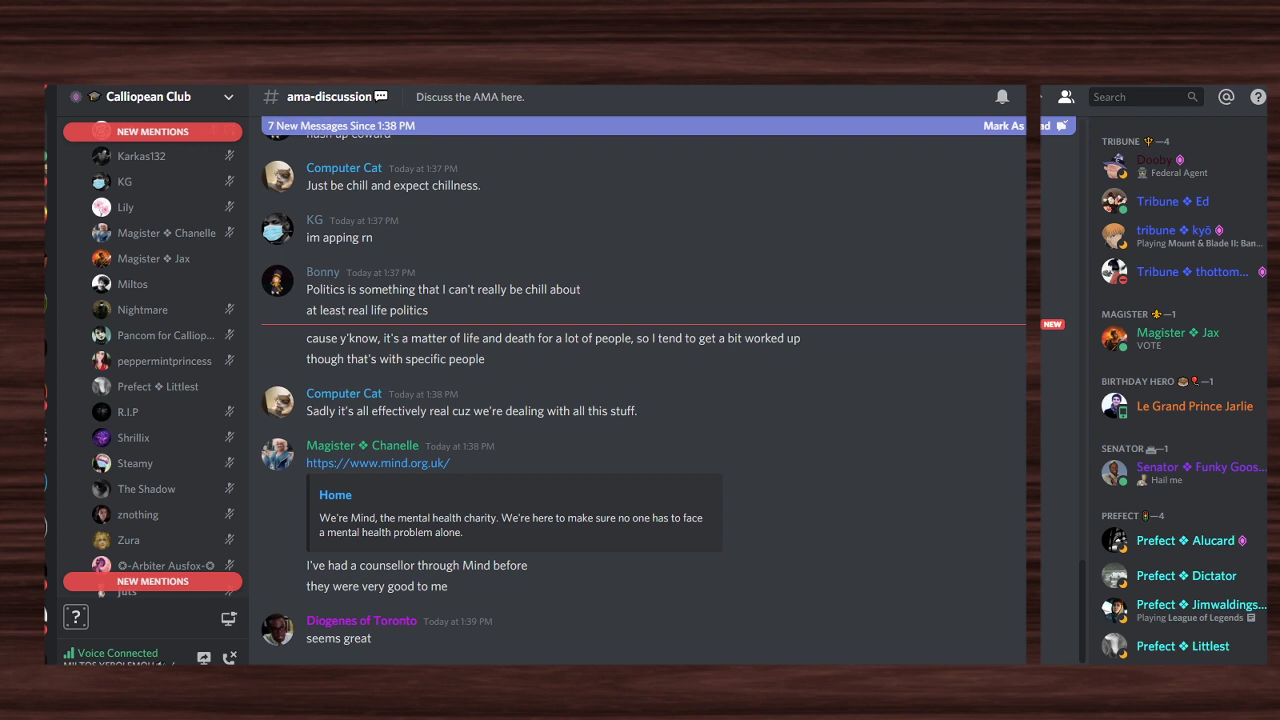 Calliopean Club
NEW MENTIONS
Karkas132
KG
Lily
Magister ❖ Chanelle
Magister ❖ Jax
Miltos
Nightmare
Pancom for Calliop...
peppermintprincess
Prefect ❖ Littlest
R.I.P
Shrillix
Steamy
The Shadow
znothing
Zura
✪-Arbiter Ausfox-✪
NEW MENTIONS
juts
?
Voice Connected
# ama-discussion
Discuss the AMA here.
7 New Messages Since 1:38 PM
Mark As
ad
Computer Cat Today at 1:37 PM
Just be chill and expect chillness.
KG Today at 1:37 PM
im apping rn
Bonny Today at 1:37 PM
Politics is something that I can't really be chill about
at least real life politics
NEW
cause y'know, it's a matter of life and death for a lot of people, so I tend to get a bit worked up
though that's with specific people
Computer Cat Today at 1:38 PM
Sadly it's all effectively real cuz we're dealing with all this stuff.
Magister ❖ Chanelle Today at 1:38 PM
https://www.mind.org.uk/
Home
We're Mind, the mental health charity. We're here to make sure no one has to face
a mental health problem alone.
I've had a counsellor through Mind before
they were very good to me
Diogenes of Toronto Today at 1:39 PM
seems great
Search
TRIBUNE —4
Dooby
Federal Agent
Tribune ❖ Ed
tribune ❖ kyō
Playing Mount & Blade II: Ban...
Tribune ❖ thottom...
MAGISTER —1
Magister ❖ Jax
VOTE
BIRTHDAY HERO —1
Le Grand Prince Jarlie
SENATOR —1
Senator ❖ Funky Goos...
Hail me
PREFECT —4
Prefect ❖ Alucard
Prefect ❖ Dictator
Prefect ❖ Jimwaldings...
Playing League of Legends
Prefect ❖ Littlest